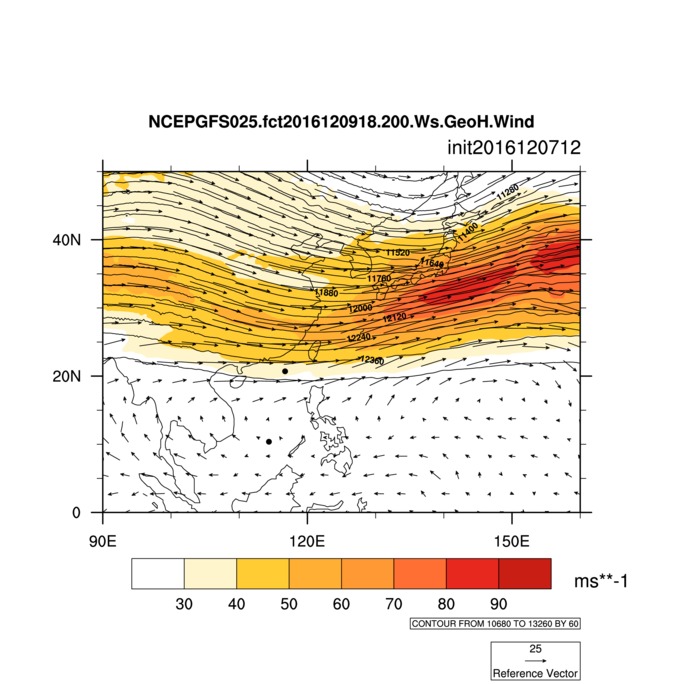 NCEPGFS025.fct2016120918.200.Ws.GeoH.Wind
init2016120712
11280
11400
40N
11520
11640
11760
11880
12000
12120
30N
12240
12360
20N
0
90E 120E 150E
30 40 50 60 70 80 90
ms**-1
CONTOUR FROM 10680 TO 13260 BY 60
25
Reference Vector